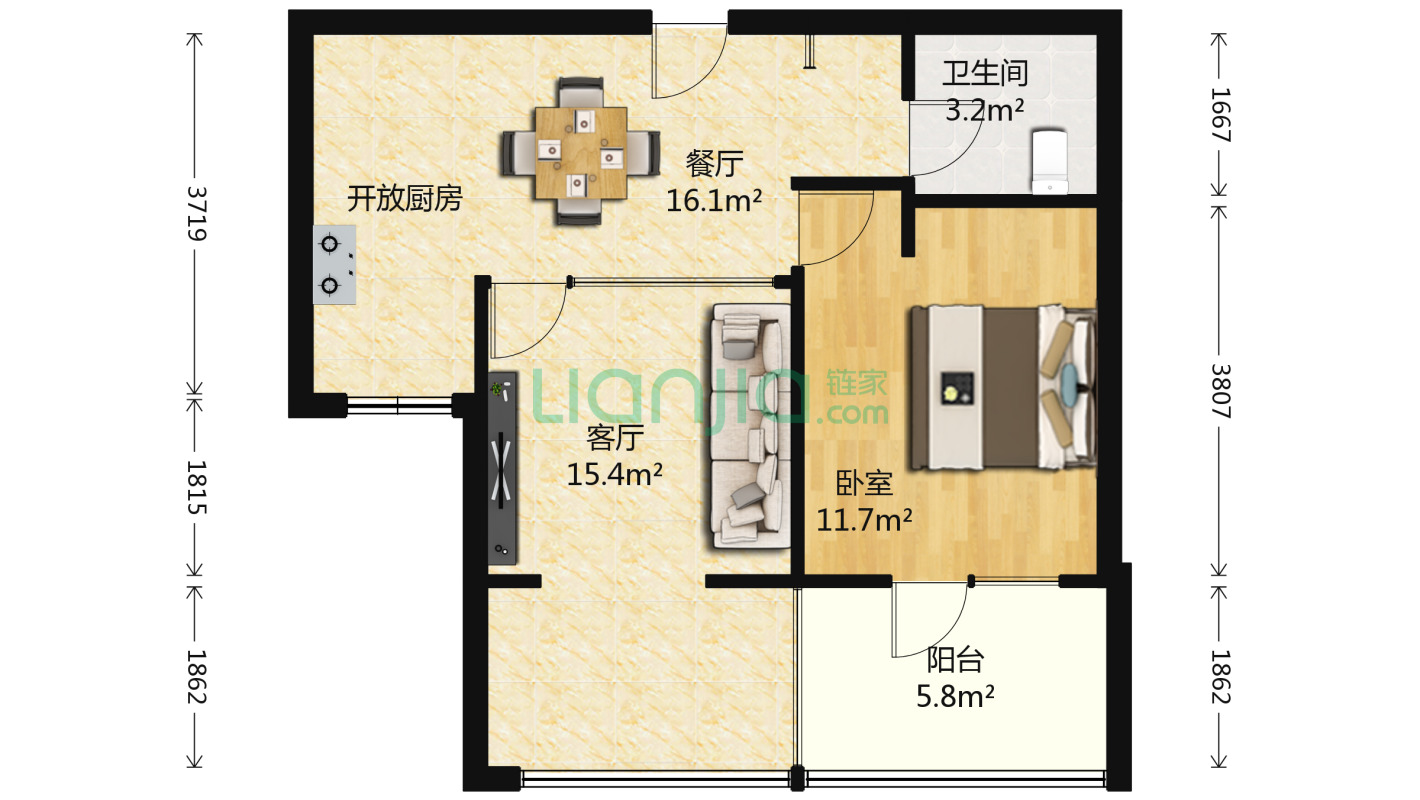 卫生间
3.2m²
1667
餐厅
16.1m²
开放厨房
3719
Lianjia 链家
.com
3807
客厅
15.4m²
卧室
11.7m²
1815
阳台
5.8m²
1862
1862